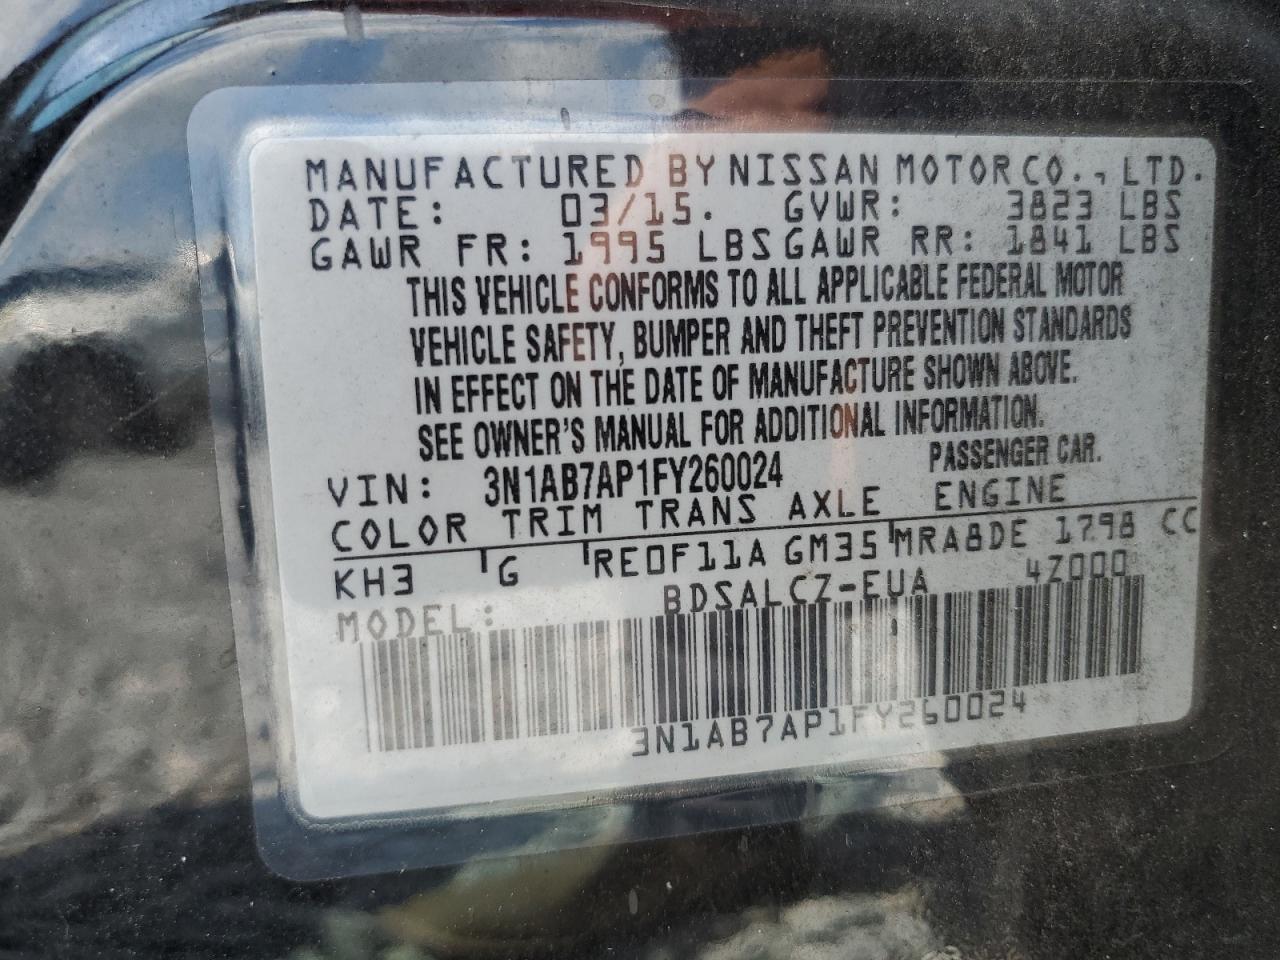 MANUFACTURED BY NISSAN MOTOR CO., LTD.
DATE: 03/15. GVWR: 3823 LBS
GAWR FR: 1995 LBS GAWR RR: 1841 LBS
THIS VEHICLE CONFORMS TO ALL APPLICABLE FEDERAL MOTOR
VEHICLE SAFETY, BUMPER AND THEFT PREVENTION STANDARDS
IN EFFECT ON THE DATE OF MANUFACTURE SHOWN ABOVE.
SEE OWNER'S MANUAL FOR ADDITIONAL INFORMATION.
VIN: 3N1AB7AP1FY260024 PASSENGER CAR.
COLOR TRIM TRANS AXLE ENGINE
KH3 G RE0F11A GM35 MRA8DE 1798 CC
MODEL: BDSALCZ-EUA 4Z000
3N1AB7AP1FY260024